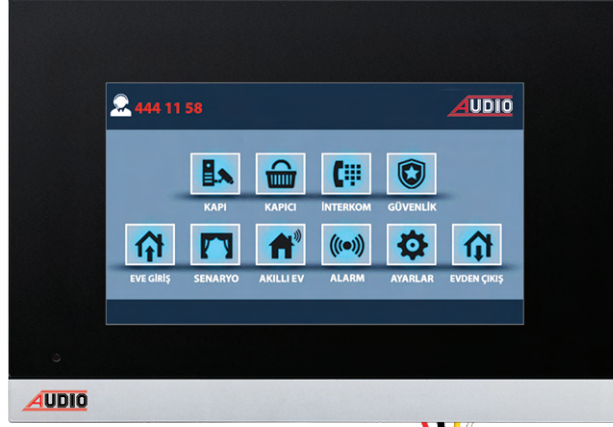 444 11 58
AUDIO
KAPI
KAPICI
İNTERKOM
GÜVENLİK
EVE GİRİŞ
SENARYO
AKILLI EV
ALARM
AYARLAR
EVDEN ÇIKIŞ
AUDIO